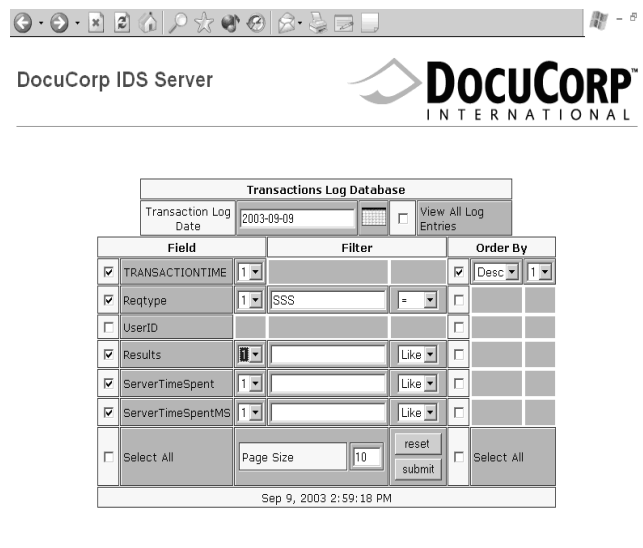 DocuCorp IDS Server
DOCUCORP™
INTERNATIONAL
Transactions Log Database
Transaction Log Date 2003-09-09 View All Log Entries
Field Filter Order By
TRANSACTIONTIME 1 Desc 1
Reqtype 1 SSS =
UserID
Results 1 Like
ServerTimeSpent 1 Like
ServerTimeSpentMS 1 Like
Select All Page Size 10 reset submit Select All
Sep 9, 2003 2:59:18 PM